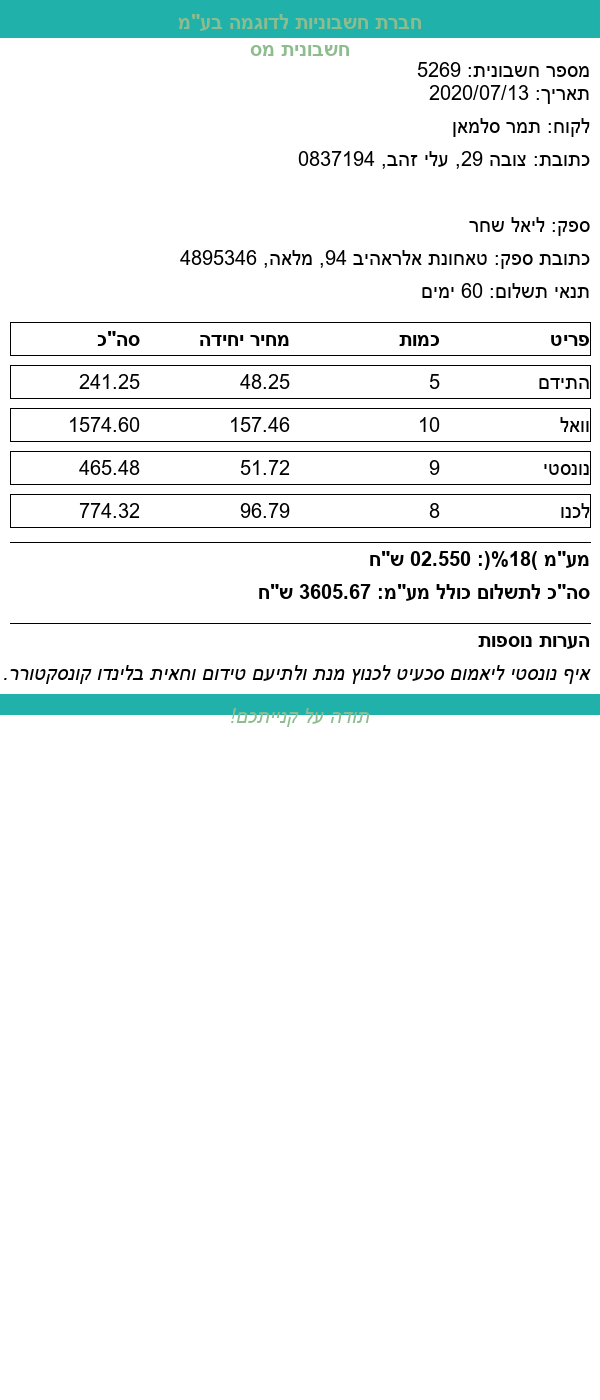 חברת חשבוניות לדוגמה בע"מ
חשבונית מס
מספר חשבונית: 5269
תאריך: 2020/07/13
לקוח: תמר סלמאן
כתובת: צובה 29, עלי זהב, 0837194
ספק: ליאל שחר
כתובת ספק: טאחונת אלראהיב 94, מלאה, 4895346
תנאי תשלום: 60 ימים
פריט כמות מחיר יחידה סה"כ
התידם 5 48.25 241.25
וואל 10 157.46 1574.60
נונסטי 9 51.72 465.48
לכנו 8 96.79 774.32
מע"מ )18%(: 02.550 ש"ח
סה"כ לתשלום כולל מע"מ: 3605.67 ש"ח
הערות נוספות
איף נונסטי ליאמום סכעיט לכנוץ מנת ולתיעם טידום וחאית בלינדו קונסקטורר.
תודה על קנייתכם!